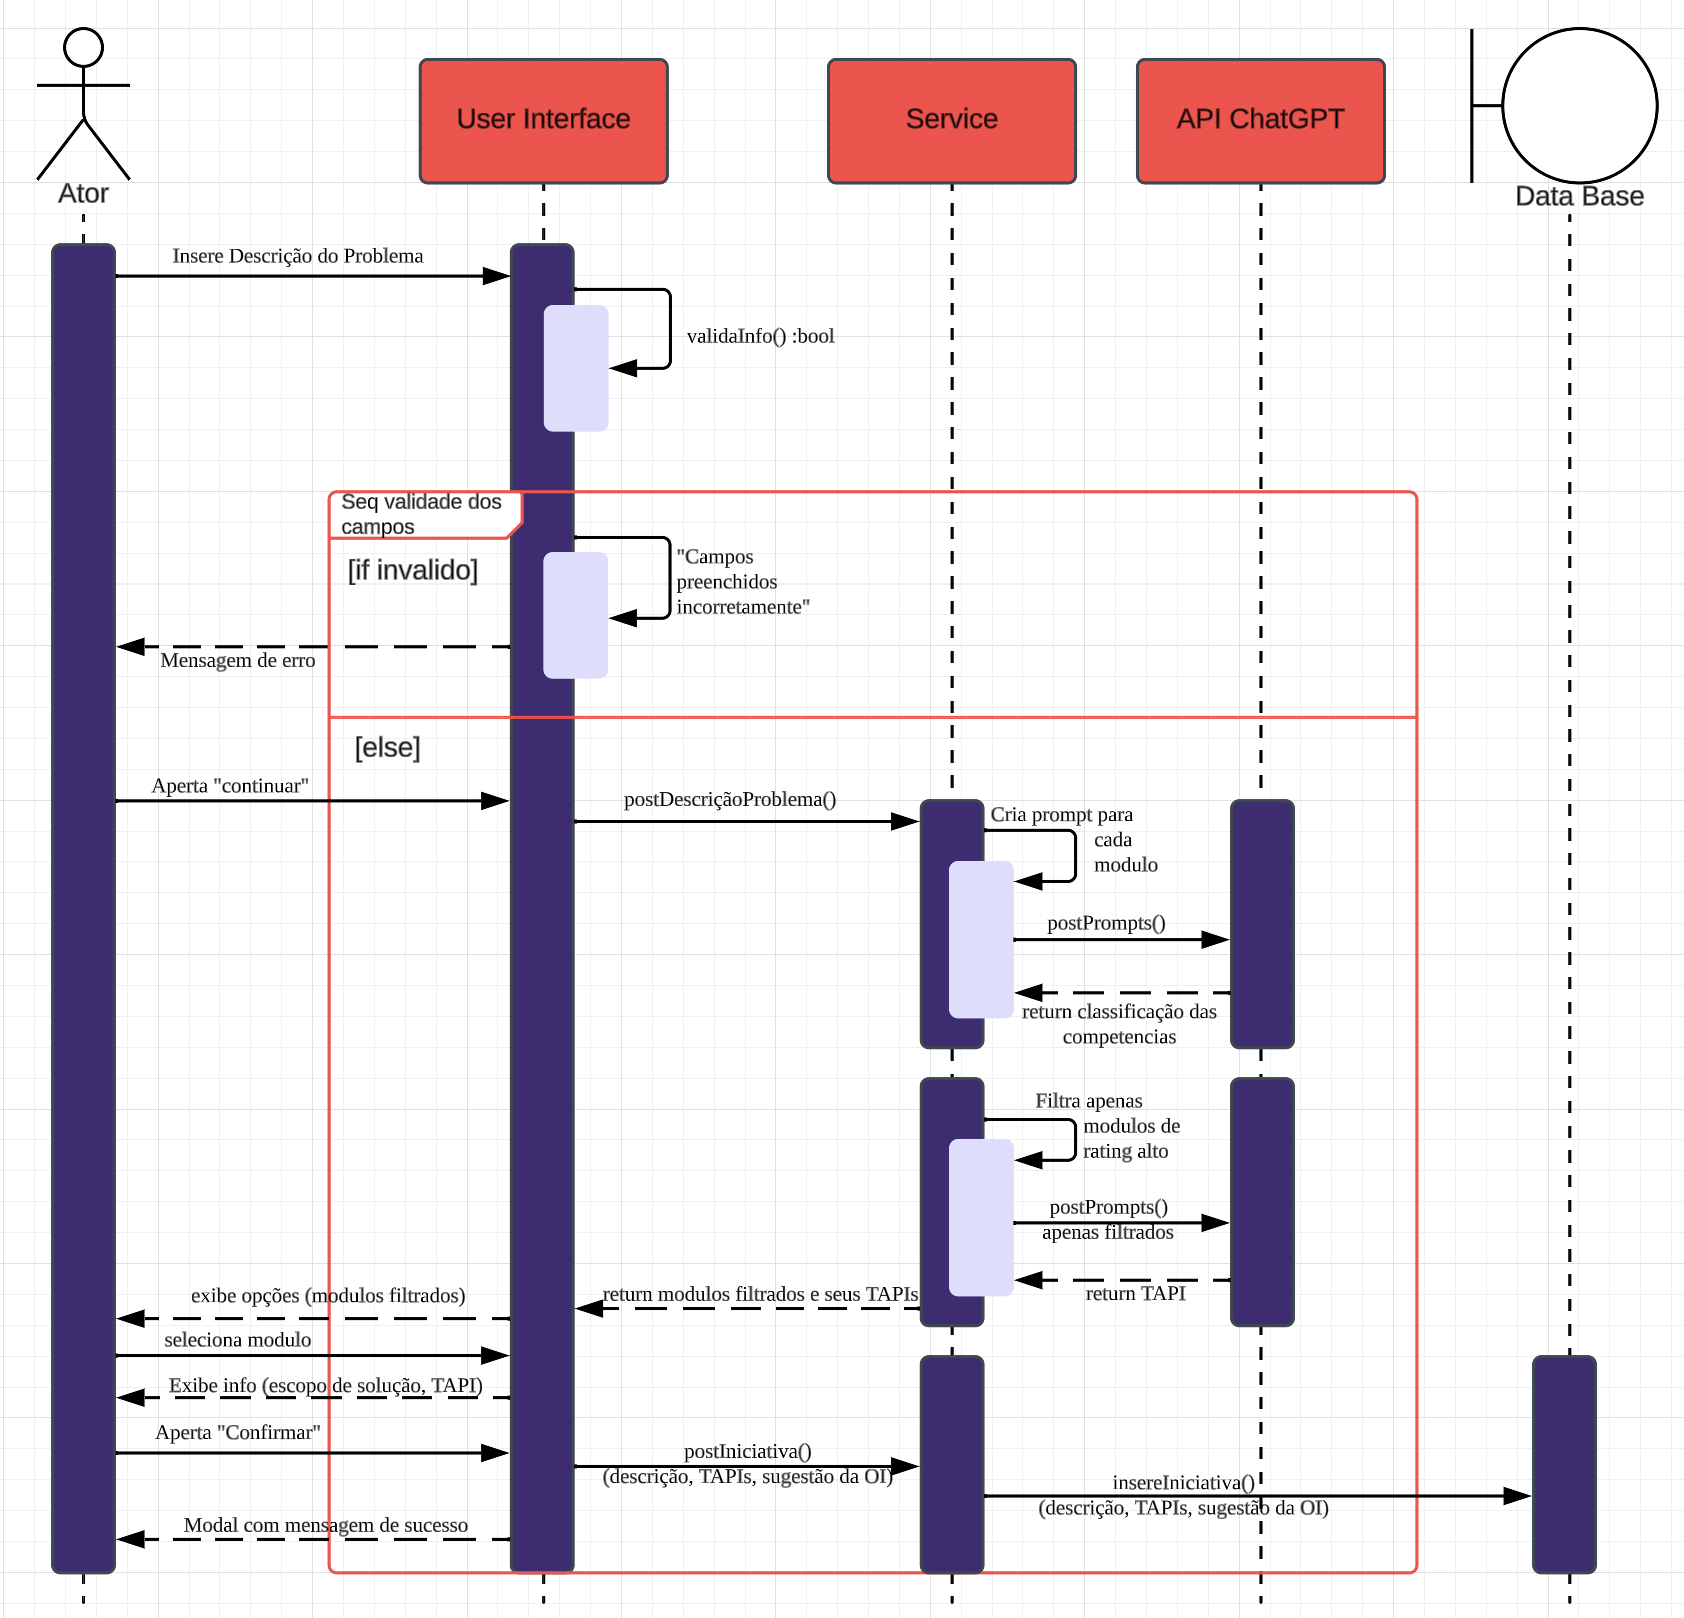 Ator
User Interface
Service
API ChatGPT
Data Base
Insere Descrição do Problema
validaInfo() :bool
Seq validade dos
campos
[if invalido]
"Campos
preenchidos
incorretamente"
Mensagem de erro
[else]
Aperta "continuar"
postDescriçãoProblema()
Cria prompt para
cada
modulo
postPrompts()
return classificação das
competencias
Filtra apenas
modulos de
rating alto
postPrompts()
apenas filtrados
return TAPI
return modulos filtrados e seus TAPIs
exibe opções (modulos filtrados)
seleciona modulo
Exibe info (escopo de solução, TAPI)
Aperta "Confirmar"
postIniciativa()
(descrição, TAPIs, sugestão da OI)
insereIniciativa()
(descrição, TAPIs, sugestão da OI)
Modal com mensagem de sucesso